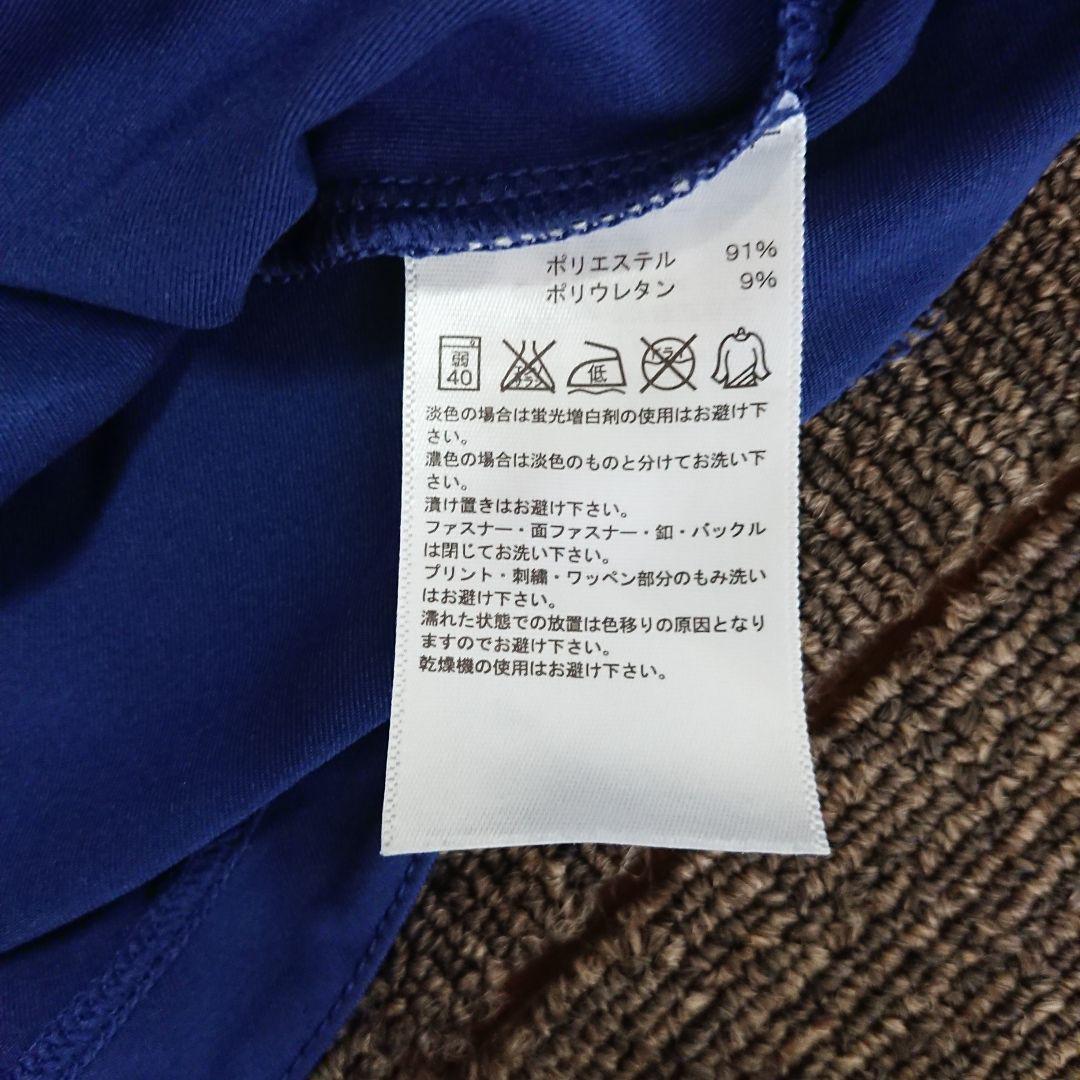 ポリエステル 91%
ポリウレタン 9%
弱 40 低 ドライ
淡色の場合は蛍光増白剤の使用はお避け下
さい。
濃色の場合は淡色のものと分けてお洗い下
さい。
漬け置きはお避け下さい。
ファスナー・面ファスナー・釦・バックル
は閉じてお洗い下さい。
プリント・刺繍・ワッペン部分のもみ洗い
はお避け下さい。
濡れた状態での放置は色移りの原因となり
ますのでお避け下さい。
乾燥機の使用はお避け下さい。